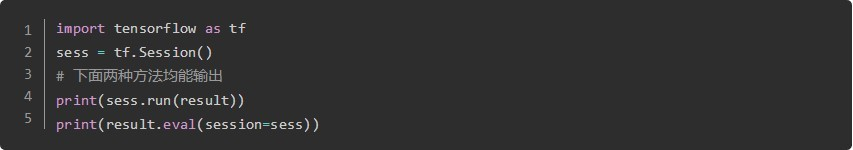 1 import tensorflow as tf
2 sess = tf.Session()
3 # 下面两种方法均能输出
4 print(sess.run(result))
5 print(result.eval(session=sess))